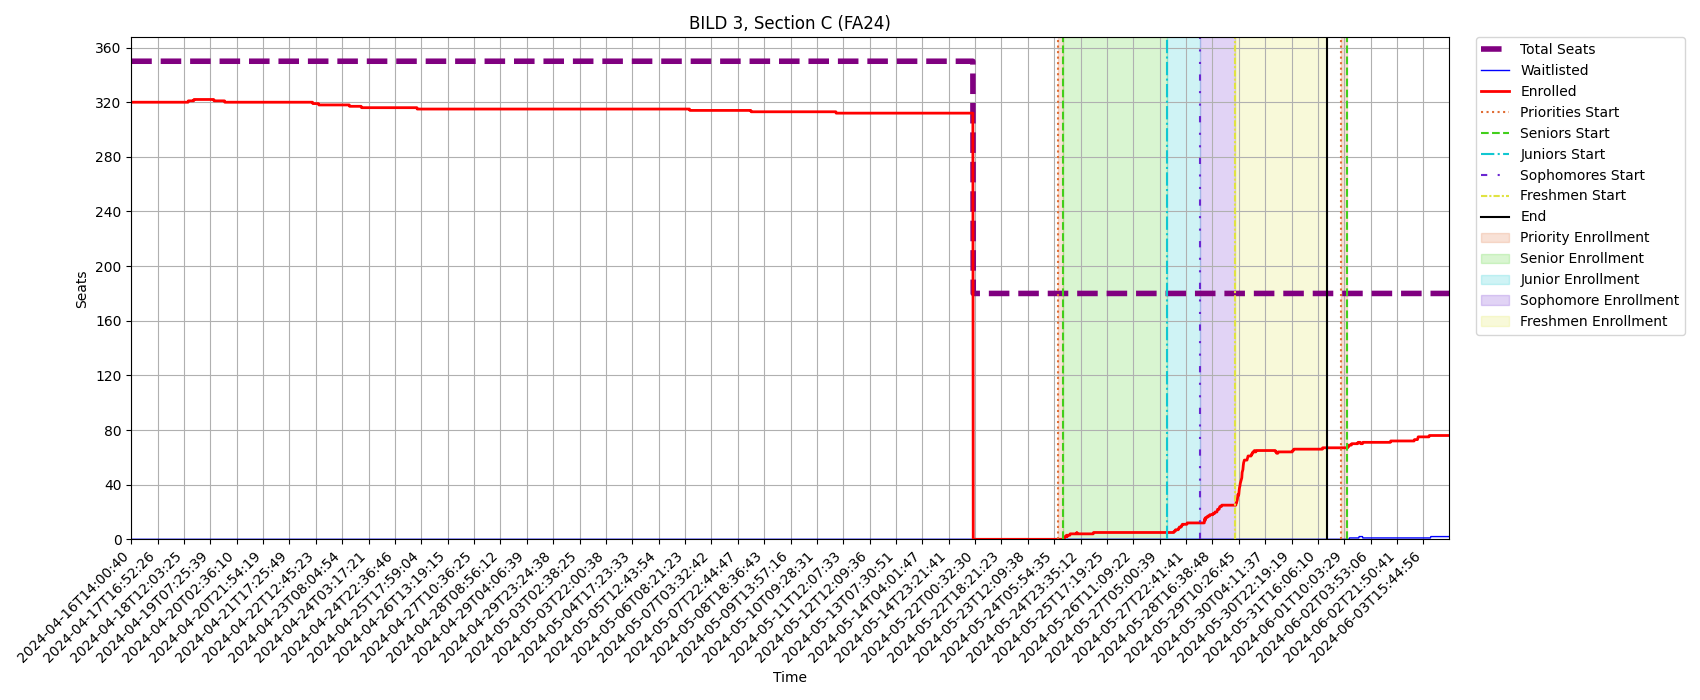 BILD 3, Section C (FA24)
Total Seats
Waitlisted
Enrolled
Priorities Start
Seniors Start
Juniors Start
Sophomores Start
Freshmen Start
End
Priority Enrollment
Senior Enrollment
Junior Enrollment
Sophomore Enrollment
Freshmen Enrollment
Seats
360
320
280
240
200
160
120
80
40
0
2024-04-16T14:00:40
2024-04-17T16:52:26
2024-04-18T12:03:25
2024-04-19T07:25:39
2024-04-20T02:36:10
2024-04-20T21:54:19
2024-04-21T17:25:49
2024-04-22T12:45:23
2024-04-23T08:04:54
2024-04-24T03:17:21
2024-04-24T22:36:46
2024-04-25T17:59:04
2024-04-26T13:19:15
2024-04-27T10:36:25
2024-04-28T08:56:12
2024-04-29T04:06:39
2024-04-29T23:24:38
2024-05-03T02:38:25
2024-05-03T22:00:38
2024-05-04T17:23:33
2024-05-05T12:43:54
2024-05-06T08:21:23
2024-05-07T03:32:42
2024-05-07T22:44:47
2024-05-08T18:36:43
2024-05-09T13:57:16
2024-05-10T09:28:31
2024-05-11T12:07:33
2024-05-12T12:09:36
2024-05-13T07:30:51
2024-05-14T04:01:47
2024-05-14T23:21:41
2024-05-22T00:32:30
2024-05-22T18:21:23
2024-05-23T12:09:38
2024-05-24T05:54:35
2024-05-24T23:35:12
2024-05-25T17:19:25
2024-05-26T11:09:22
2024-05-27T05:00:39
2024-05-27T22:41:41
2024-05-28T16:38:48
2024-05-29T10:26:45
2024-05-30T04:11:37
2024-05-30T22:19:19
2024-05-31T16:06:10
2024-06-01T10:03:29
2024-06-02T03:53:06
2024-06-02T21:50:41
2024-06-03T15:44:56
Time